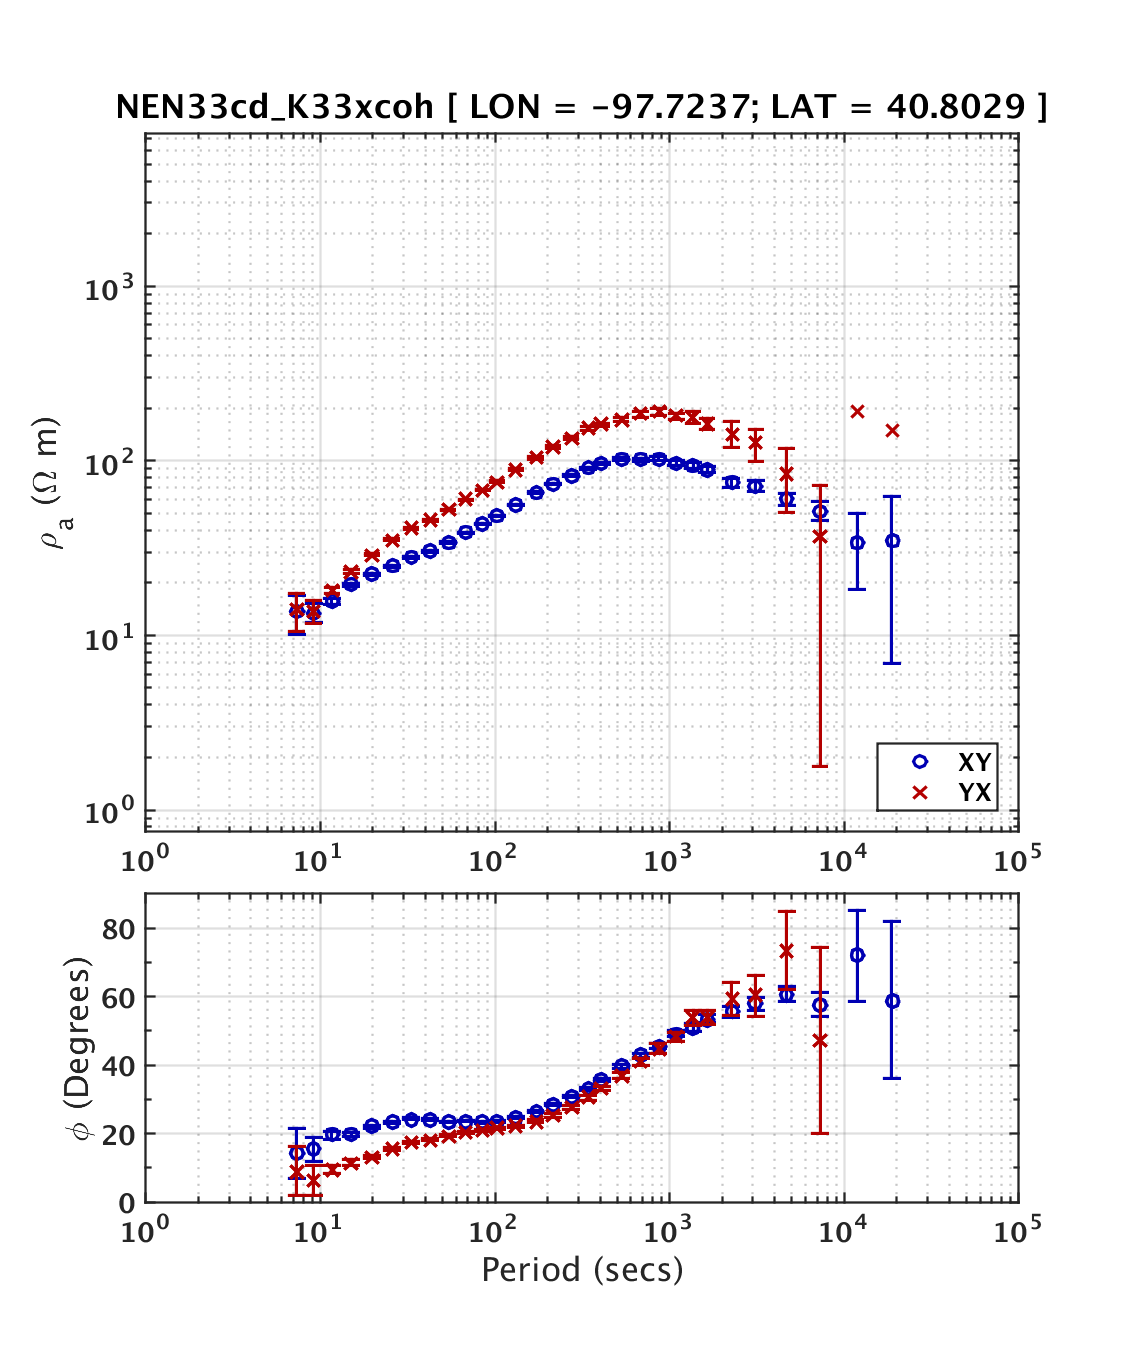 NEN33cd_K33xcoh [ LON = −97.7237; LAT = 40.8029 ]
10³
10²
10¹
10⁰
ρa (Ω m)
XY
YX
10⁰ 10¹ 10² 10³ 10⁴ 10⁵
80
60
40
20
0
ϕ (Degrees)
10⁰ 10¹ 10² 10³ 10⁴ 10⁵
Period (secs)